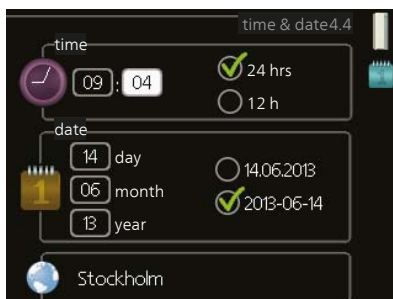 time & date4.4
time
09 : 04
24 hrs
12 h
date
14 day
06 month
13 year
14.06.2013
2013-06-14
1
Stockholm